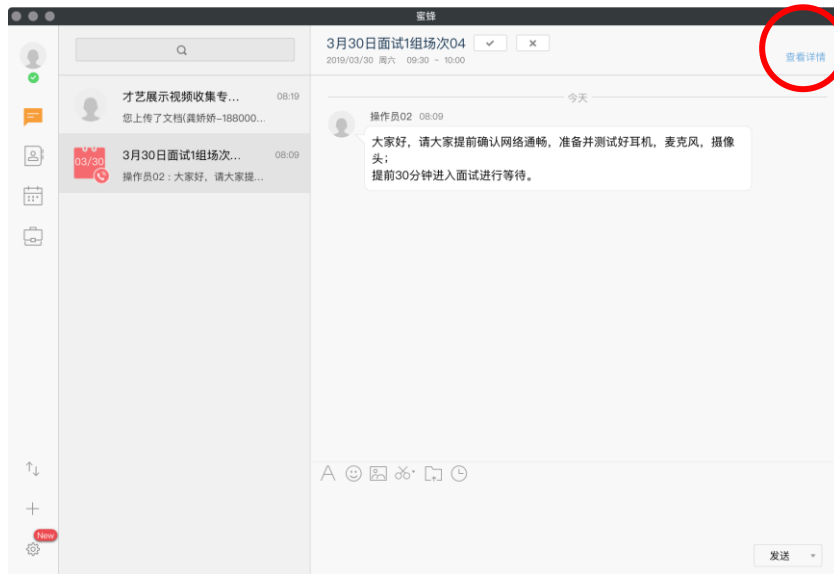 蜜蜂
3月30日面试1组场次04
2019/03/30 周六 09:30 - 10:00
查看详情
才艺展示视频收集专... 08:19
您上传了文档(龚娇娇-188000...
03/30
3月30日面试1组场次... 08:09
操作员02：大家好，请大家提...
今天
操作员02 08:09
大家好，请大家提前确认网络通畅，准备并测试好耳机，麦克风，摄像
头；
提前30分钟进入面试进行等待。
New
发送